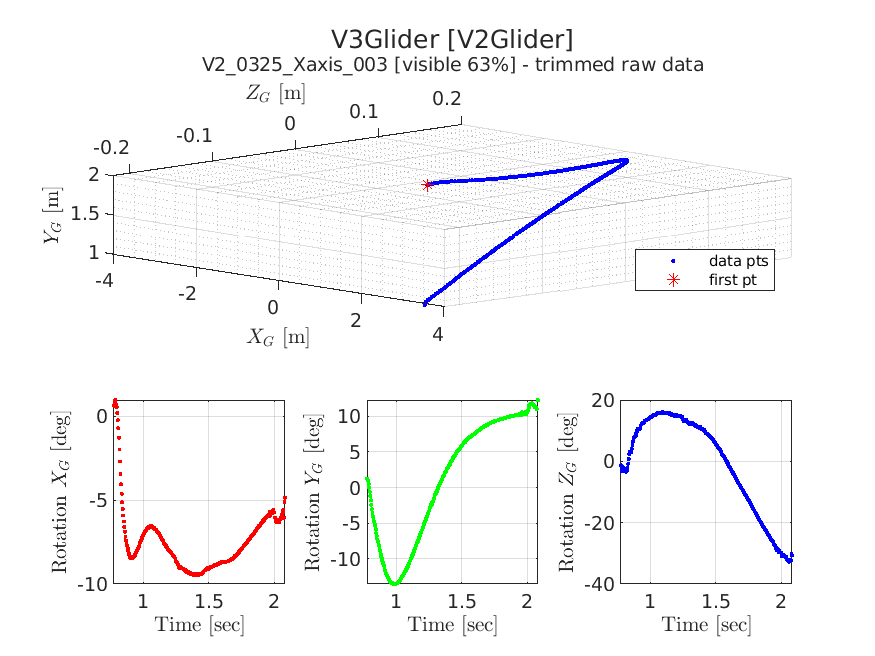 V3Glider [V2Glider]
V2_0325_Xaxis_003 [visible 63%] - trimmed raw data
Z_G [m]
-0.2 -0.1 0 0.1 0.2
Y_G [m]
2
1.5
1
-4 -2 0 2 4
X_G [m]
data pts
first pt
Rotation X_G [deg]
0
-5
-10
1 1.5 2
Time [sec]
Rotation Y_G [deg]
10
5
0
-5
-10
1 1.5 2
Time [sec]
Rotation Z_G [deg]
20
0
-20
-40
1 1.5 2
Time [sec]